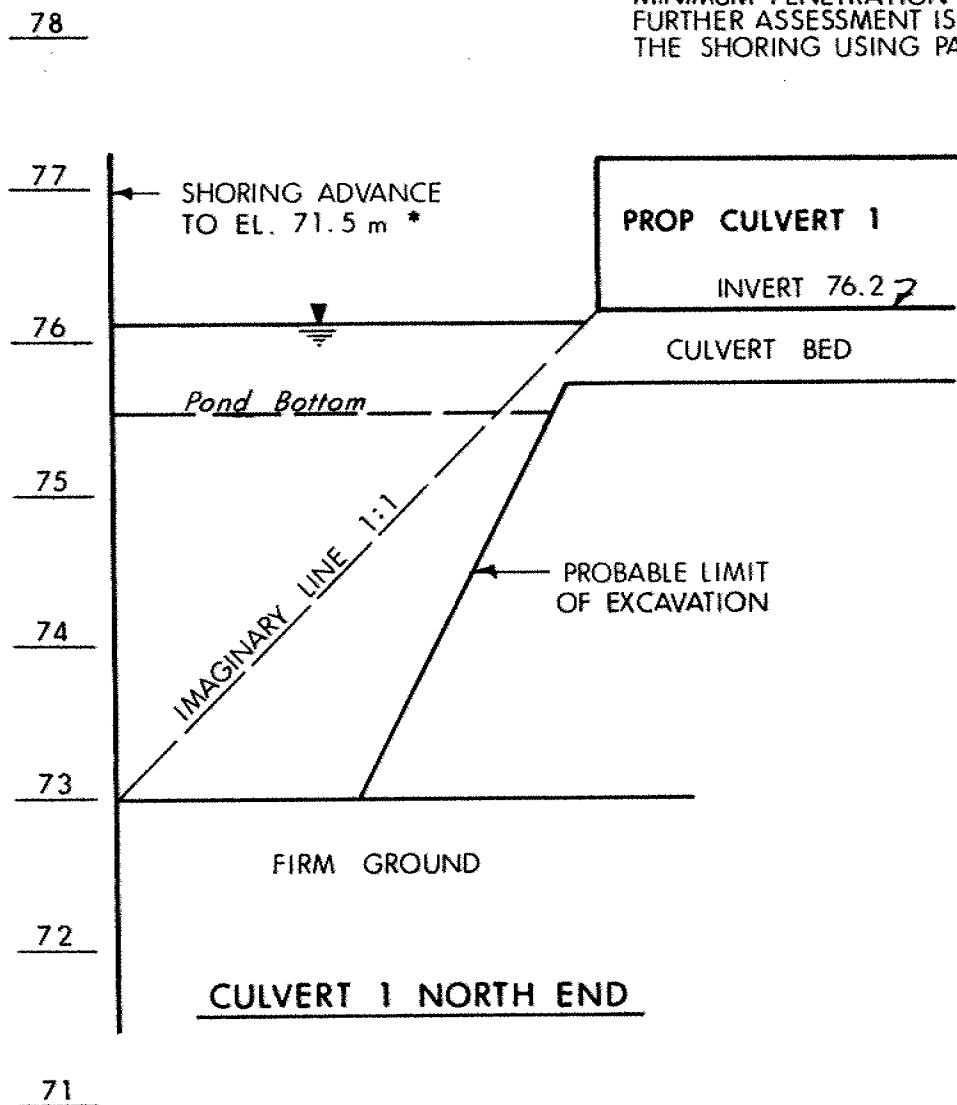 MINIMUM PENETRATION
FURTHER ASSESSMENT IS
THE SHORING USING PA
78
77
SHORING ADVANCE
TO EL. 71.5 m *
PROP CULVERT 1
INVERT 76.2
76
CULVERT BED
Pond Bottom
75
IMAGINARY LINE 1:1
PROBABLE LIMIT
OF EXCAVATION
74
73
FIRM GROUND
72
CULVERT 1 NORTH END
71